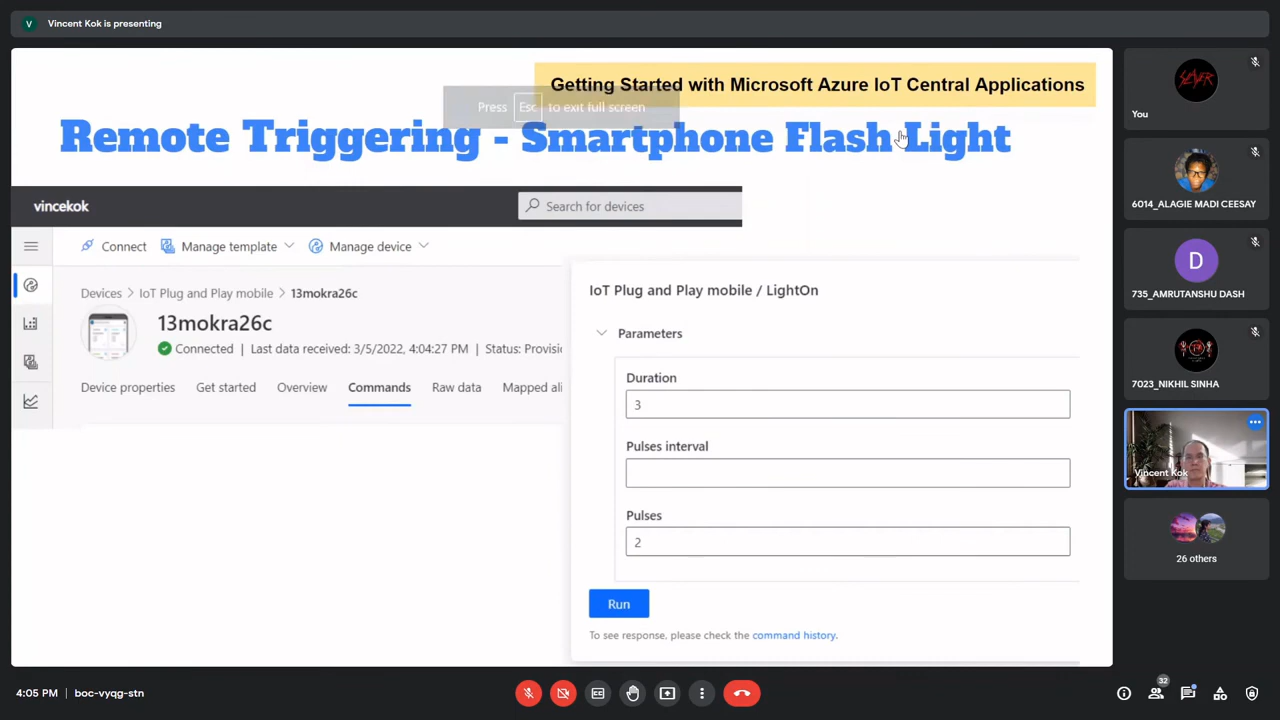 V Vincent Kok is presenting
Getting Started with Microsoft Azure IoT Central Applications
Press Esc to exit full screen
Remote Triggering - Smartphone Flash Light
vincekok
Search for devices
Connect Manage template Manage device
Devices > IoT Plug and Play mobile > 13mokra26c
13mokra26c
Connected | Last data received: 3/5/2022, 4:04:27 PM | Status: Provisi
Device properties Get started Overview Commands Raw data Mapped ali
IoT Plug and Play mobile / LightOn
Parameters
Duration
3
Pulses interval
Pulses
2
Run
To see response, please check the command history.
SLAYER
You
6014_ALAGIE MADI CEESAY
D
735_AMRUTANSHU DASH
7023_NIKHIL SINHA
Vincent Kok
26 others
4:05 PM | boc-vyqg-stn
32